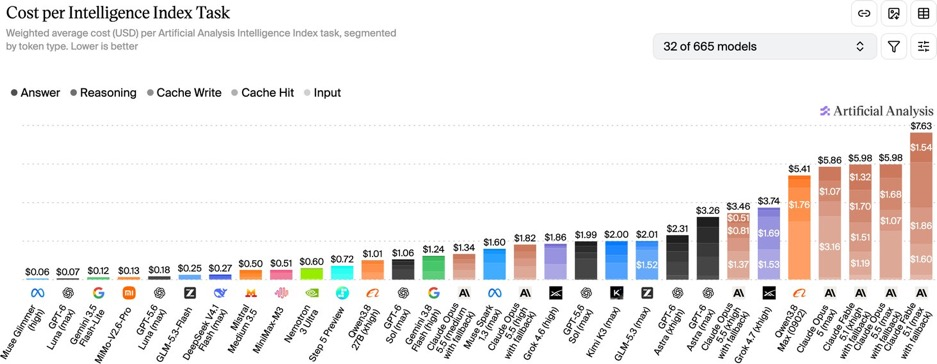 Cost per Intelligence Index Task
Weighted average cost (USD) per Artificial Analysis Intelligence Index task, segmented
by token type. Lower is better
32 of 665 models
Answer Reasoning Cache Write Cache Hit Input
Artificial Analysis
$0.06
$0.07
$0.12
$0.13
$0.18
$0.25
$0.27
$0.50
$0.51
$0.60
$0.72
$1.01
$1.06
$1.24
$1.34
$1.60
$1.82
$1.86
$1.99
$2.00
$2.01
$1.52
$2.31
$3.26
$3.46
$0.51
$0.81
$1.37
$3.74
$1.69
$1.53
$5.41
$1.76
$5.86
$1.07
$3.16
$5.98
$1.32
$1.70
$1.51
$1.19
$5.98
$1.68
$1.07
$7.63
$1.54
$1.86
$1.60
Muse Glimmer
(high)
GPT-6
Luna (max)
Gemini 3.5
Flash-Lite
MiMo-V2.6-Pro
GPT-5.6
Luna (max)
GLM-5.3-Flash
DeepSeek V4.1
Flash (max)
Mistral
Medium 3.5
MiniMax-M3
Nemotron
3 Ultra
Step 5 Preview
Qwen3.8
27B (xhigh)
GPT-6
Sol (max)
Gemini 3.8
Flash (high)
Claude Opus
5.5 (medium
with fallback)
Muse Spark
1.3 (max)
Claude Opus
5.5 (high
with fallback)
Grok 4.6 (high)
GPT-5.6
Sol (max)
Kimi K3 (max)
GLM-5.3 (max)
GPT-6
Astra (xhigh)
GPT-6
Astra (max)
Claude Opus
5.5 (xhigh
with fallback)
Grok 4.7 (xhigh)
Qwen3.8
Max (0902)
Claude Opus
5 (max)
Claude Fable
5.1 (xhigh
with fallback)
Claude Opus
5.5 (max
with fallback)
Claude Fable
5.1 (max
with fallback)